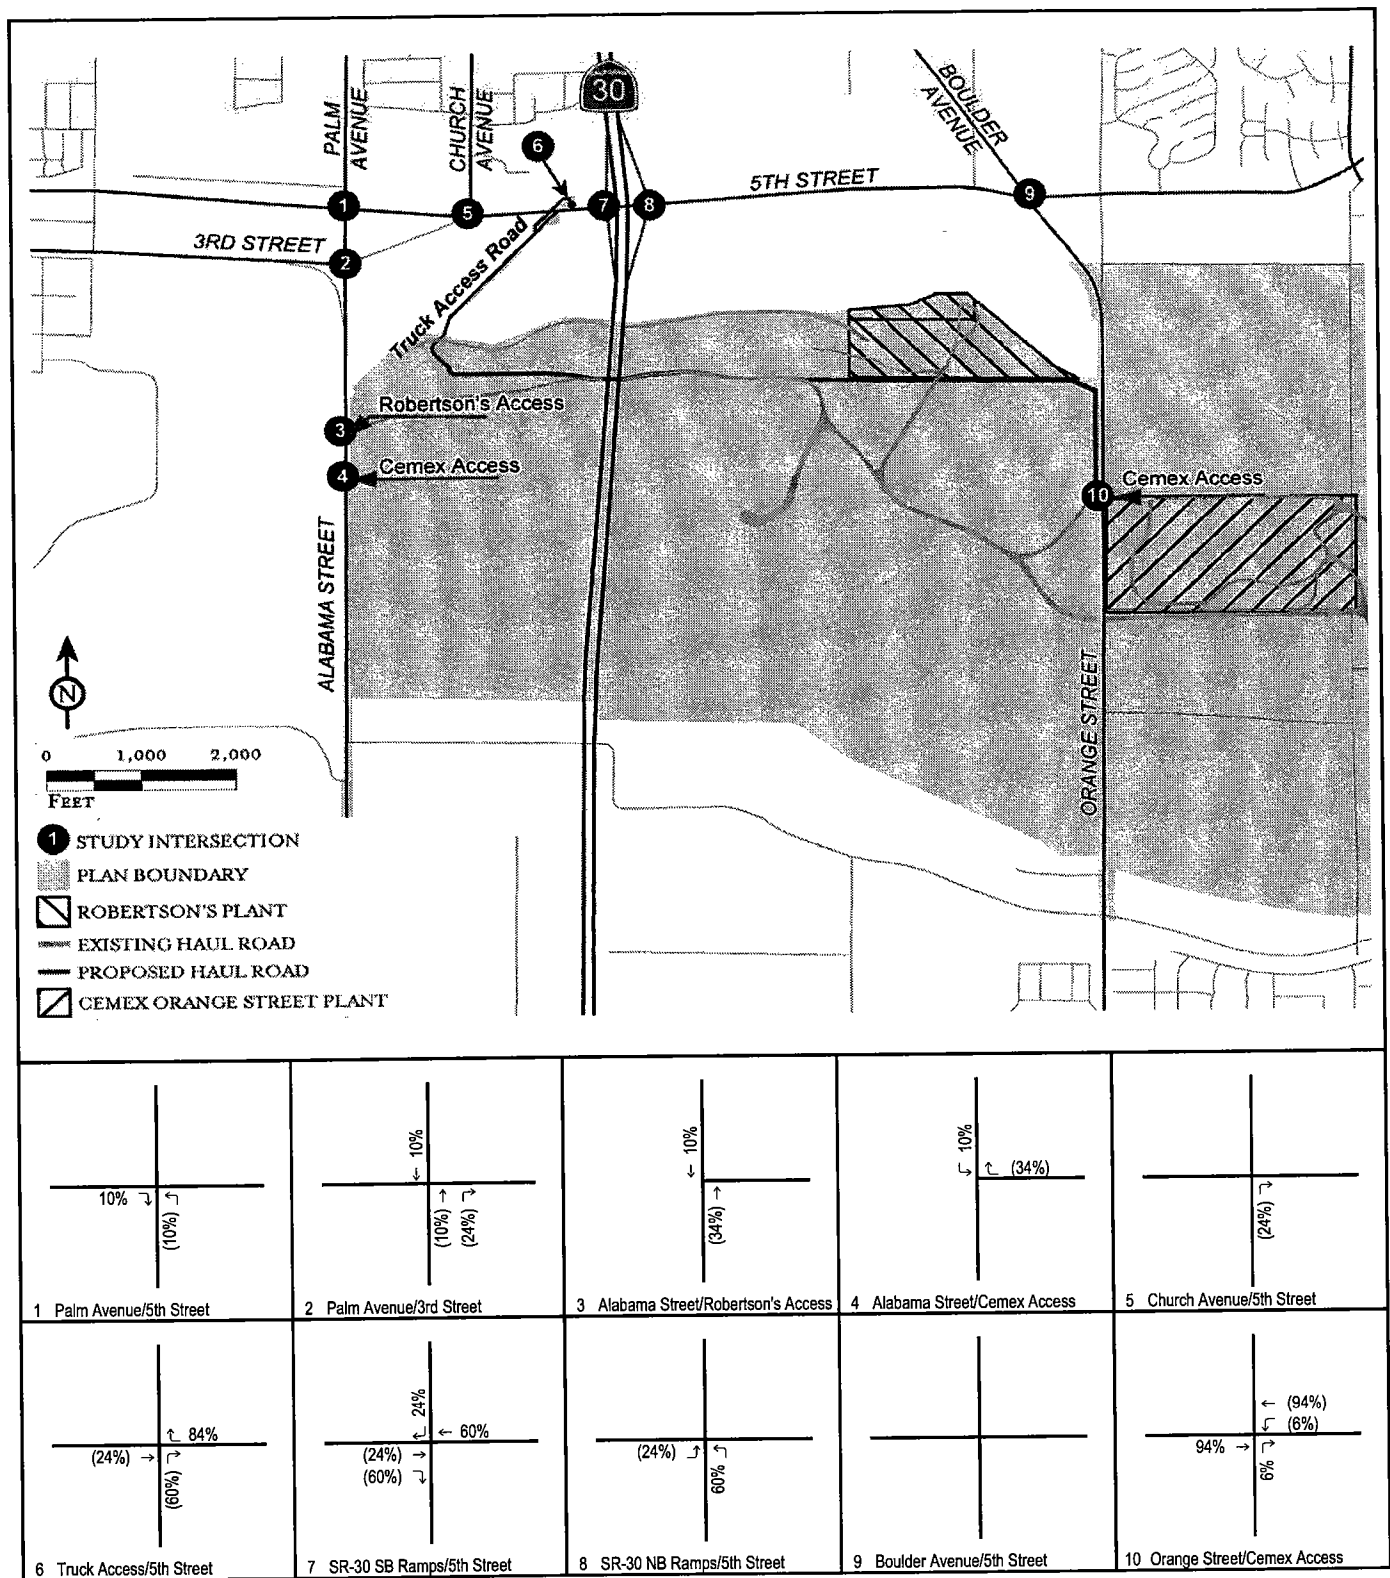 30
PALM
AVENUE
CHURCH
AVENUE
BOULDER
AVENUE
6
5TH STREET
1
5
7
8
9
3RD STREET
2
Truck Access Road
Robertson's Access
3
Cemex Access
4
10
Cemex Access
ALABAMA STREET
ORANGE STREET
N
0 1,000 2,000
FEET
1 STUDY INTERSECTION
PLAN BOUNDARY
ROBERTSON'S PLANT
EXISTING HAUL ROAD
PROPOSED HAUL ROAD
CEMEX ORANGE STREET PLANT
10%
(10%)
1 Palm Avenue/5th Street
10%
(10%)
(24%)
2 Palm Avenue/3rd Street
10%
(34%)
3 Alabama Street/Robertson's Access
10%
(34%)
4 Alabama Street/Cemex Access
(24%)
5 Church Avenue/5th Street
84%
(24%)
(60%)
6 Truck Access/5th Street
24%
60%
(24%)
(60%)
7 SR-30 SB Ramps/5th Street
(24%)
60%
8 SR-30 NB Ramps/5th Street
9 Boulder Avenue/5th Street
(94%)
(6%)
94%
6%
10 Orange Street/Cemex Access